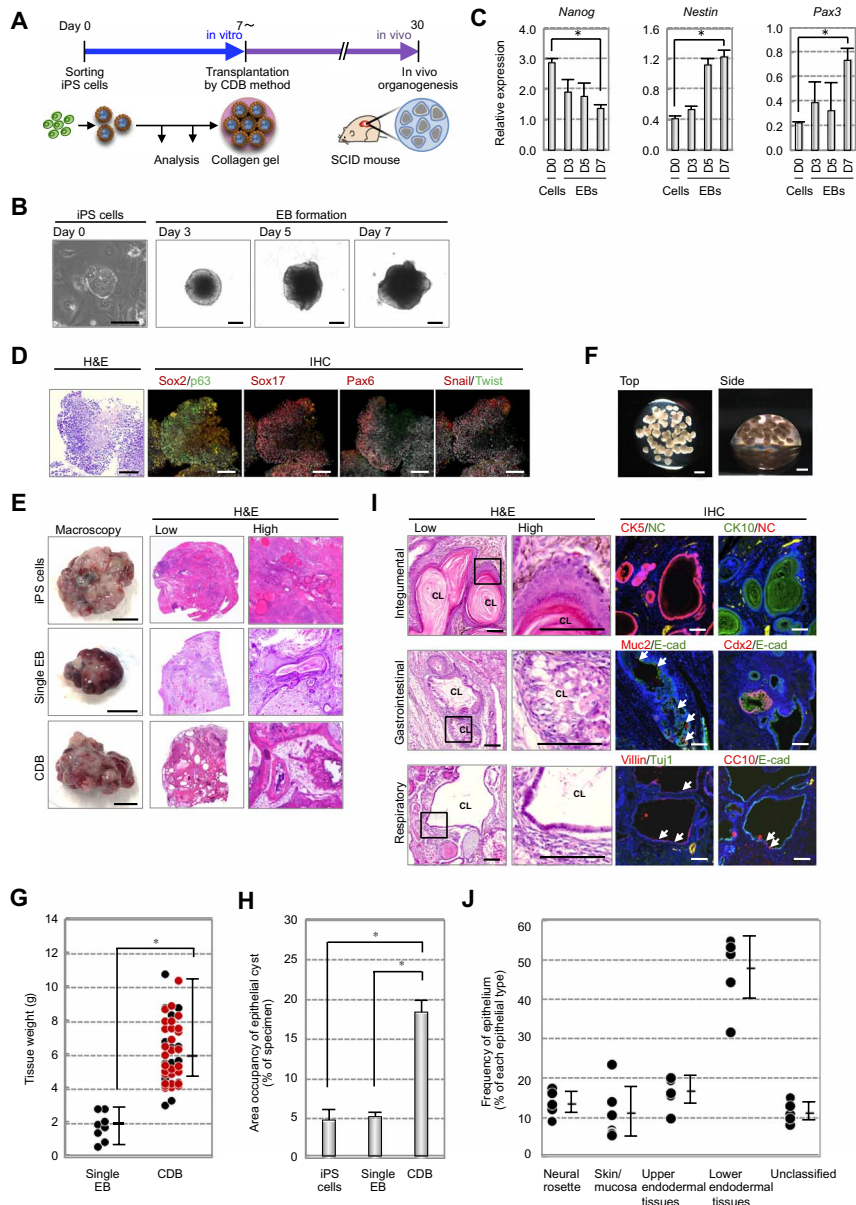 A
Day 0
7~
30
in vitro
in vivo
Sorting
iPS cells
Transplantation
by CDB method
In vivo
organogenesis
Analysis
Collagen gel
SCID mouse
B
iPS cells
EB formation
Day 0
Day 3
Day 5
Day 7
C
Nanog
Nestin
Pax3
Relative expression
4.0
3.0
2.0
1.0
0.0
*
D0
D3
D5
D7
Cells
EBs
1.6
1.2
0.8
0.4
0.0
*
D0
D3
D5
D7
Cells
EBs
1.0
0.8
0.6
0.4
0.2
0.0
*
D0
D3
D5
D7
Cells
EBs
D
H&E
IHC
Sox2/p63
Sox17
Pax6
Snail/Twist
F
Top
Side
E
Macroscopy
H&E
Low
High
iPS cells
Single EB
CDB
I
H&E
IHC
Low
High
CK5/NC
CK10/NC
Integumental
CL
CL
CL
Muc2/E-cad
Cdx2/E-cad
Gastrointestinal
CL
CL
Villin/Tuj1
CC10/E-cad
Respiratory
CL
CL
G
Tissue weight (g)
14
12
10
8
6
4
2
0
*
Single
EB
CDB
H
Area occupancy of epithelial cyst
(% of specimen)
30
25
20
15
10
5
0
*
*
iPS
cells
Single
EB
CDB
J
Frequency of epithelium
(% of each epithelial type)
60
50
40
30
20
10
0
Neural
rosette
Skin/
mucosa
Upper
endodermal
tissues
Lower
endodermal
tissues
Unclassified